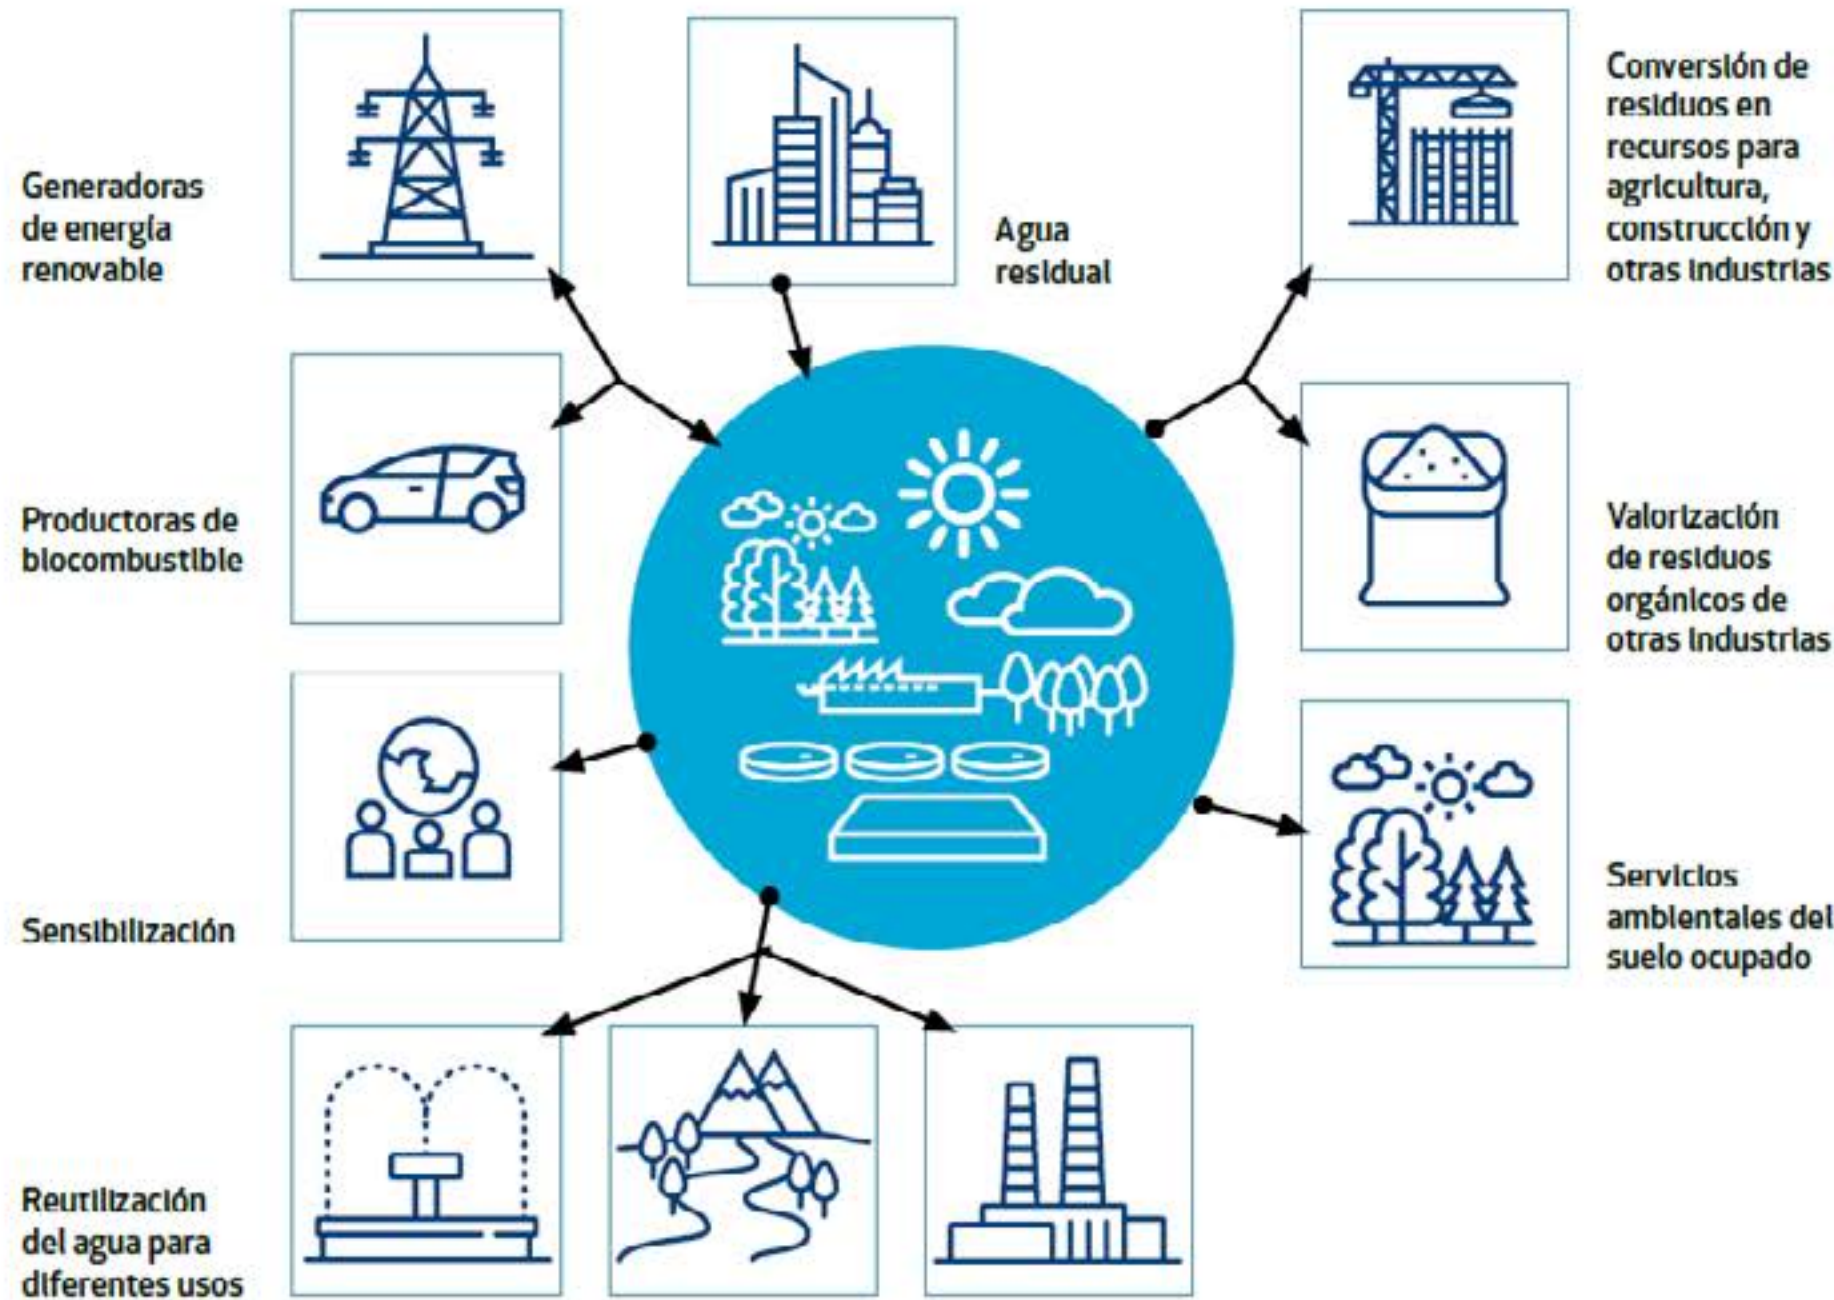 Generadoras
de energía
renovable
Agua
residual
Conversión de
residuos en
recursos para
agricultura,
construcción y
otras industrias
Productoras de
biocombustible
Valorización
de residuos
orgánicos de
otras industrias
Sensibilización
Servicios
ambientales del
suelo ocupado
Reutilización
del agua para
diferentes usos